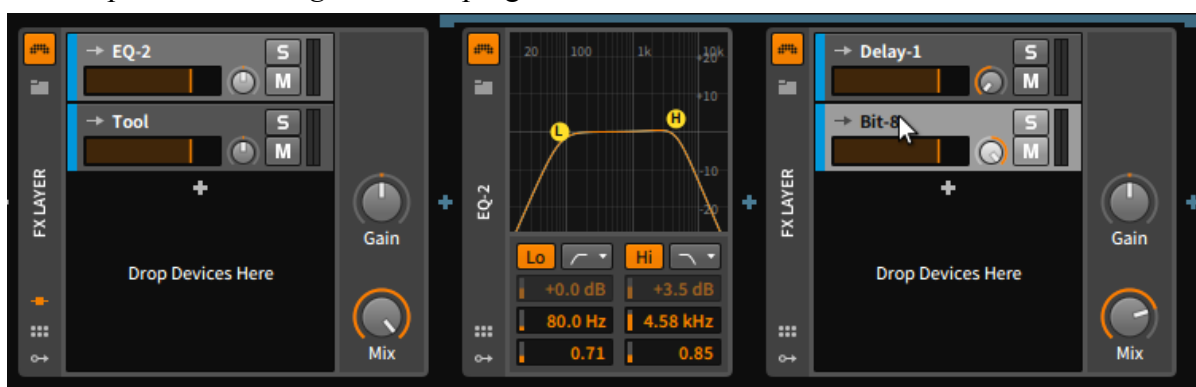 FX LAYER
EQ-2
S
M
Tool
S
M
Drop Devices Here
Gain
Mix
EQ-2
20 100 1k 10k
+20
+10
-10
-20
L
H
Lo
Hi
+0.0 dB
+3.5 dB
80.0 Hz
4.58 kHz
0.71
0.85
FX LAYER
Delay-1
S
M
Bit-8
S
M
Drop Devices Here
Gain
Mix